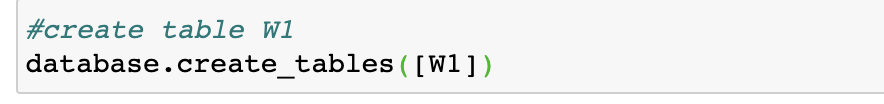 #create table W1
database.create_tables([W1])